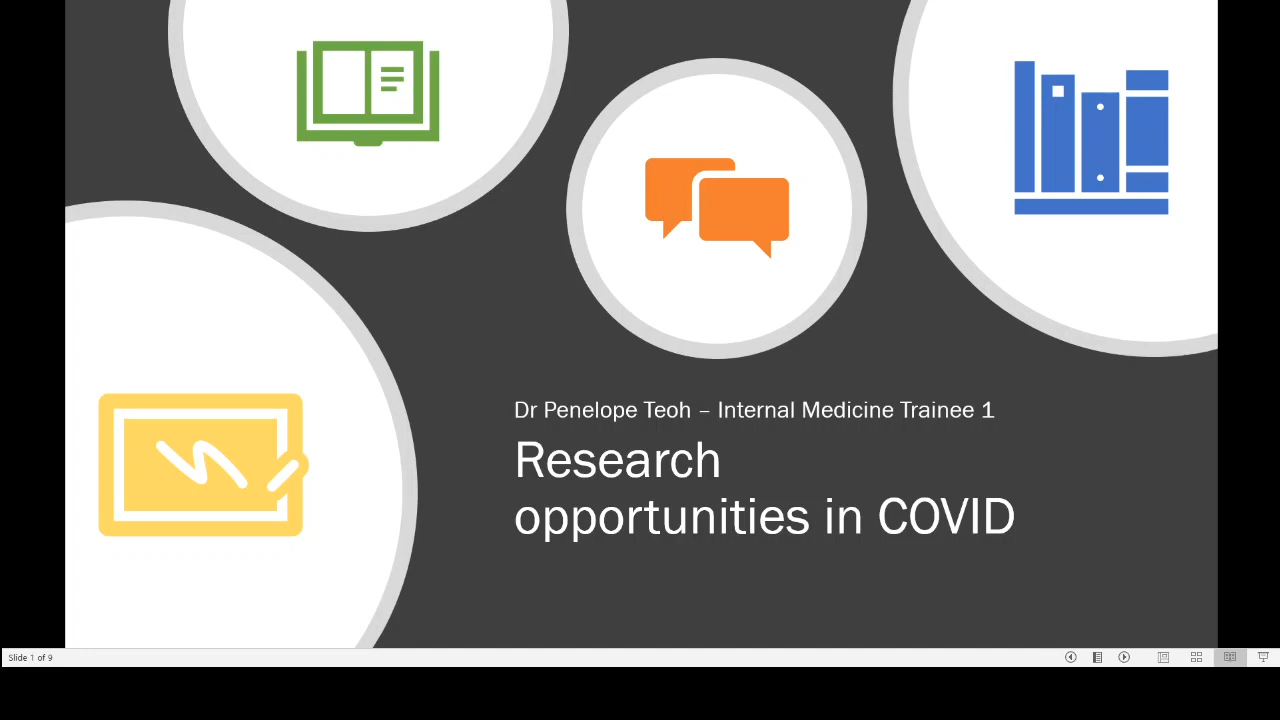 Dr Penelope Teoh – Internal Medicine Trainee 1
Research
opportunities in COVID
Slide 1 of 9